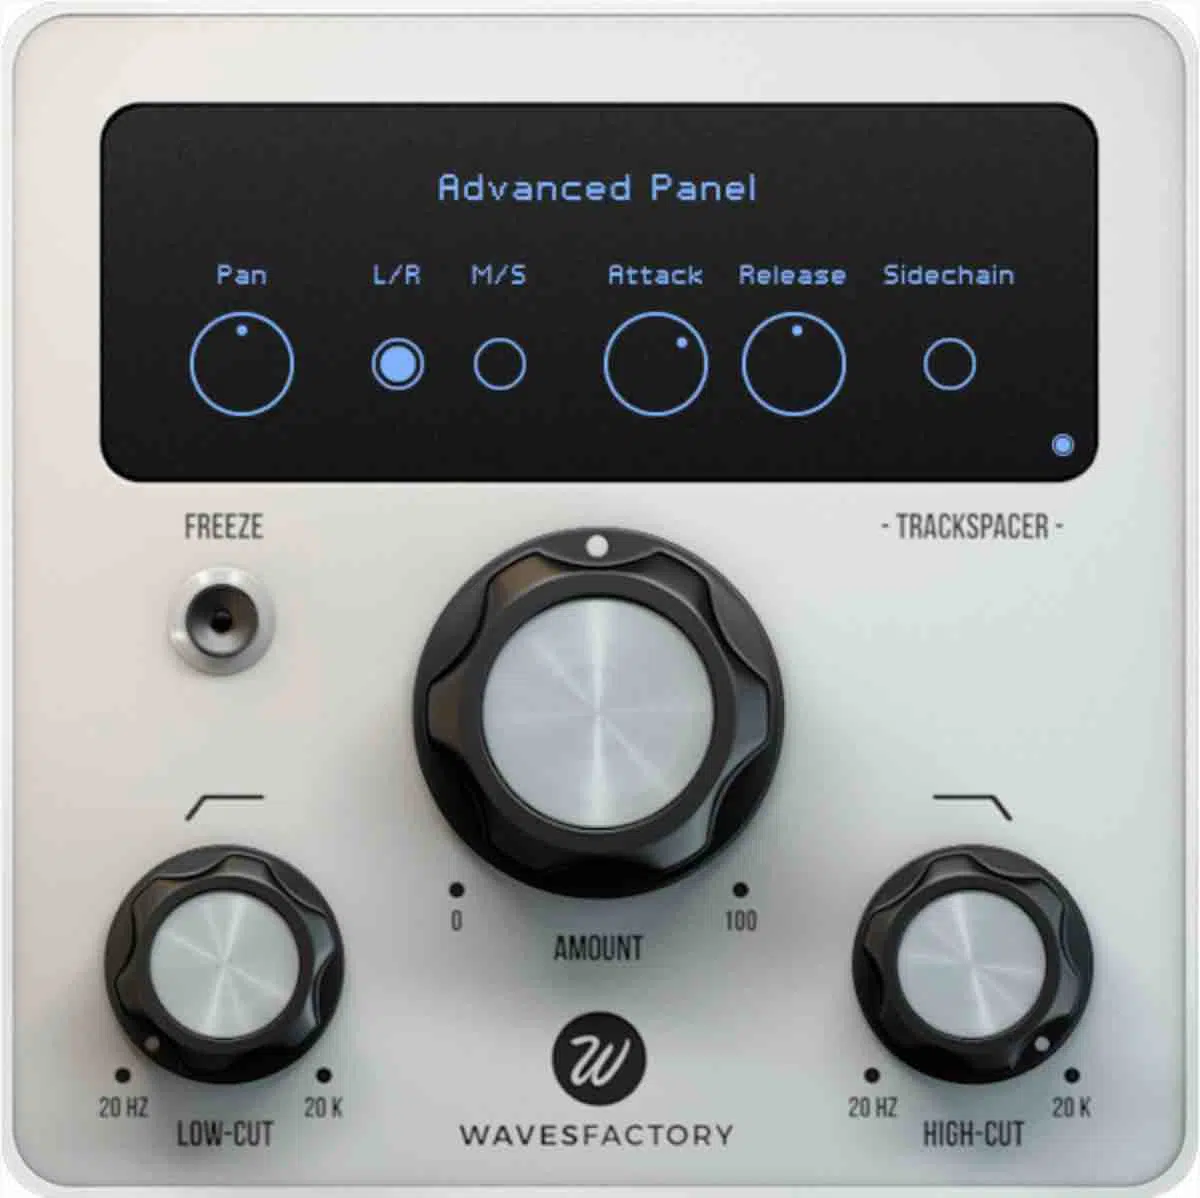 Advanced Panel
Pan L/R M/S Attack Release Sidechain
FREEZE
- TRACKSPACER -
0
100
AMOUNT
20 HZ
20 K
LOW-CUT
20 HZ
20 K
HIGH-CUT
W
WAVESFACTORY